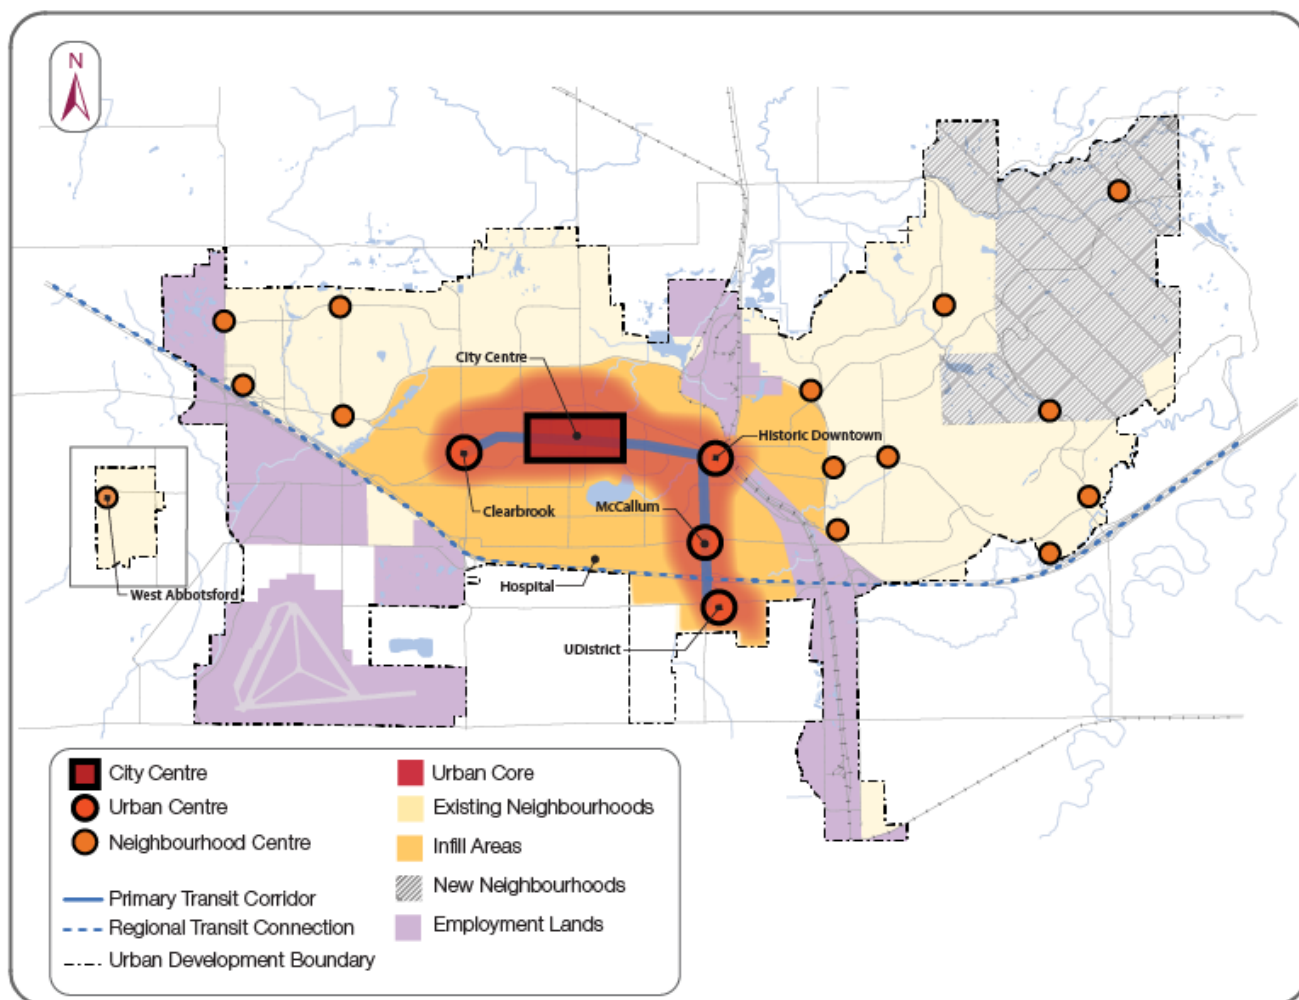 N
City Centre
Historic Downtown
Clearbrook
McCallum
Hospital
West Abbotsford
UDistrict
City Centre
Urban Centre
Neighbourhood Centre
Primary Transit Corridor
Regional Transit Connection
Urban Development Boundary
Urban Core
Existing Neighbourhoods
Infill Areas
New Neighbourhoods
Employment Lands